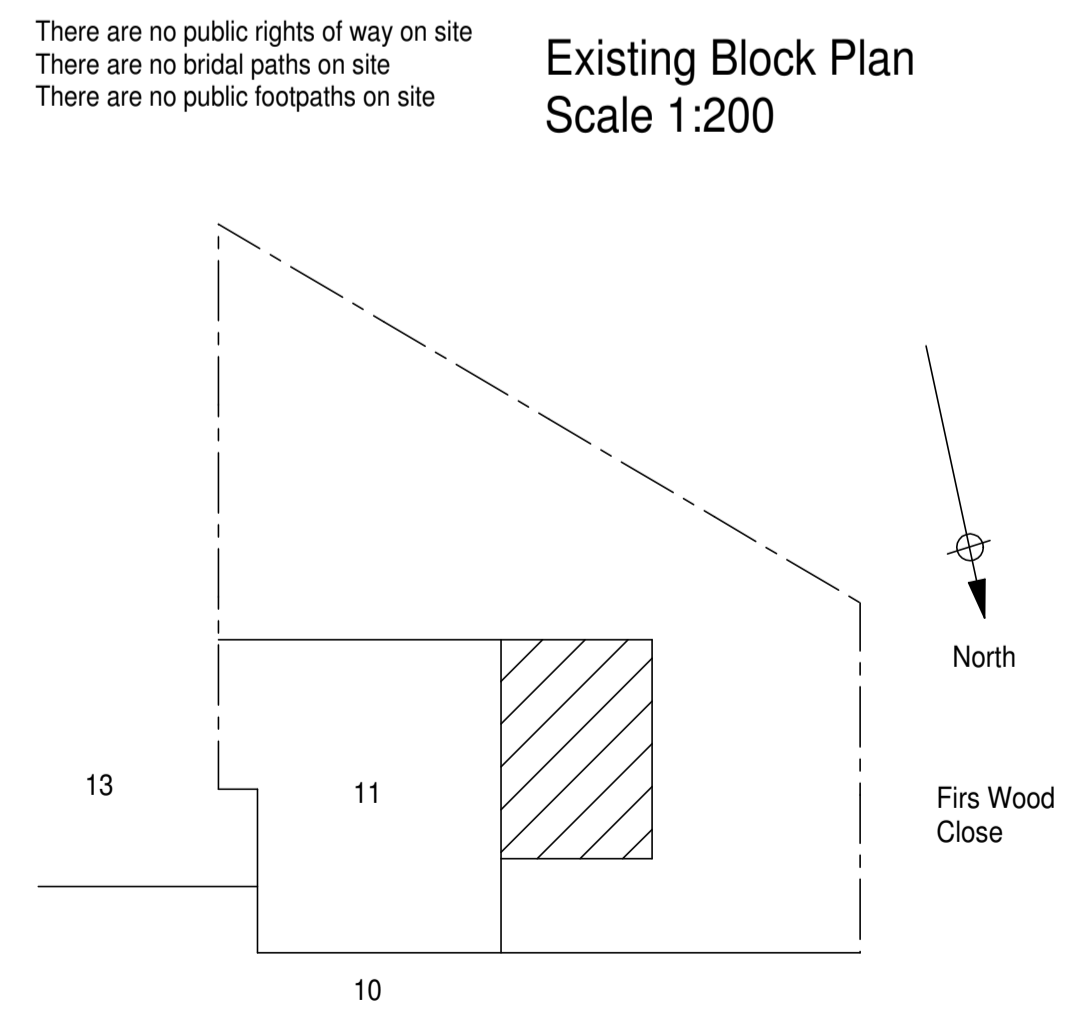 There are no public rights of way on site
There are no bridal paths on site
There are no public footpaths on site
Existing Block Plan
Scale 1:200
North
13
11
Firs Wood
Close
10